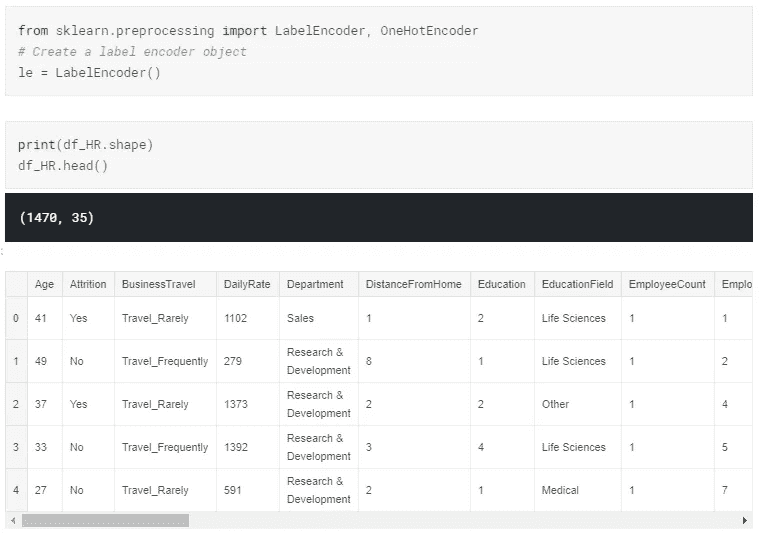 from sklearn.preprocessing import LabelEncoder, OneHotEncoder
# Create a label encoder object
le = LabelEncoder()
print(df_HR.shape)
df_HR.head()
(1470, 35)
:
Age Attrition BusinessTravel DailyRate Department DistanceFromHome Education EducationField EmployeeCount Emplo
0 41 Yes Travel_Rarely 1102 Sales 1 2 Life Sciences 1 1
1 49 No Travel_Frequently 279 Research & Development 8 1 Life Sciences 1 2
2 37 Yes Travel_Rarely 1373 Research & Development 2 2 Other 1 4
3 33 No Travel_Frequently 1392 Research & Development 3 4 Life Sciences 1 5
4 27 No Travel_Rarely 591 Research & Development 2 1 Medical 1 7